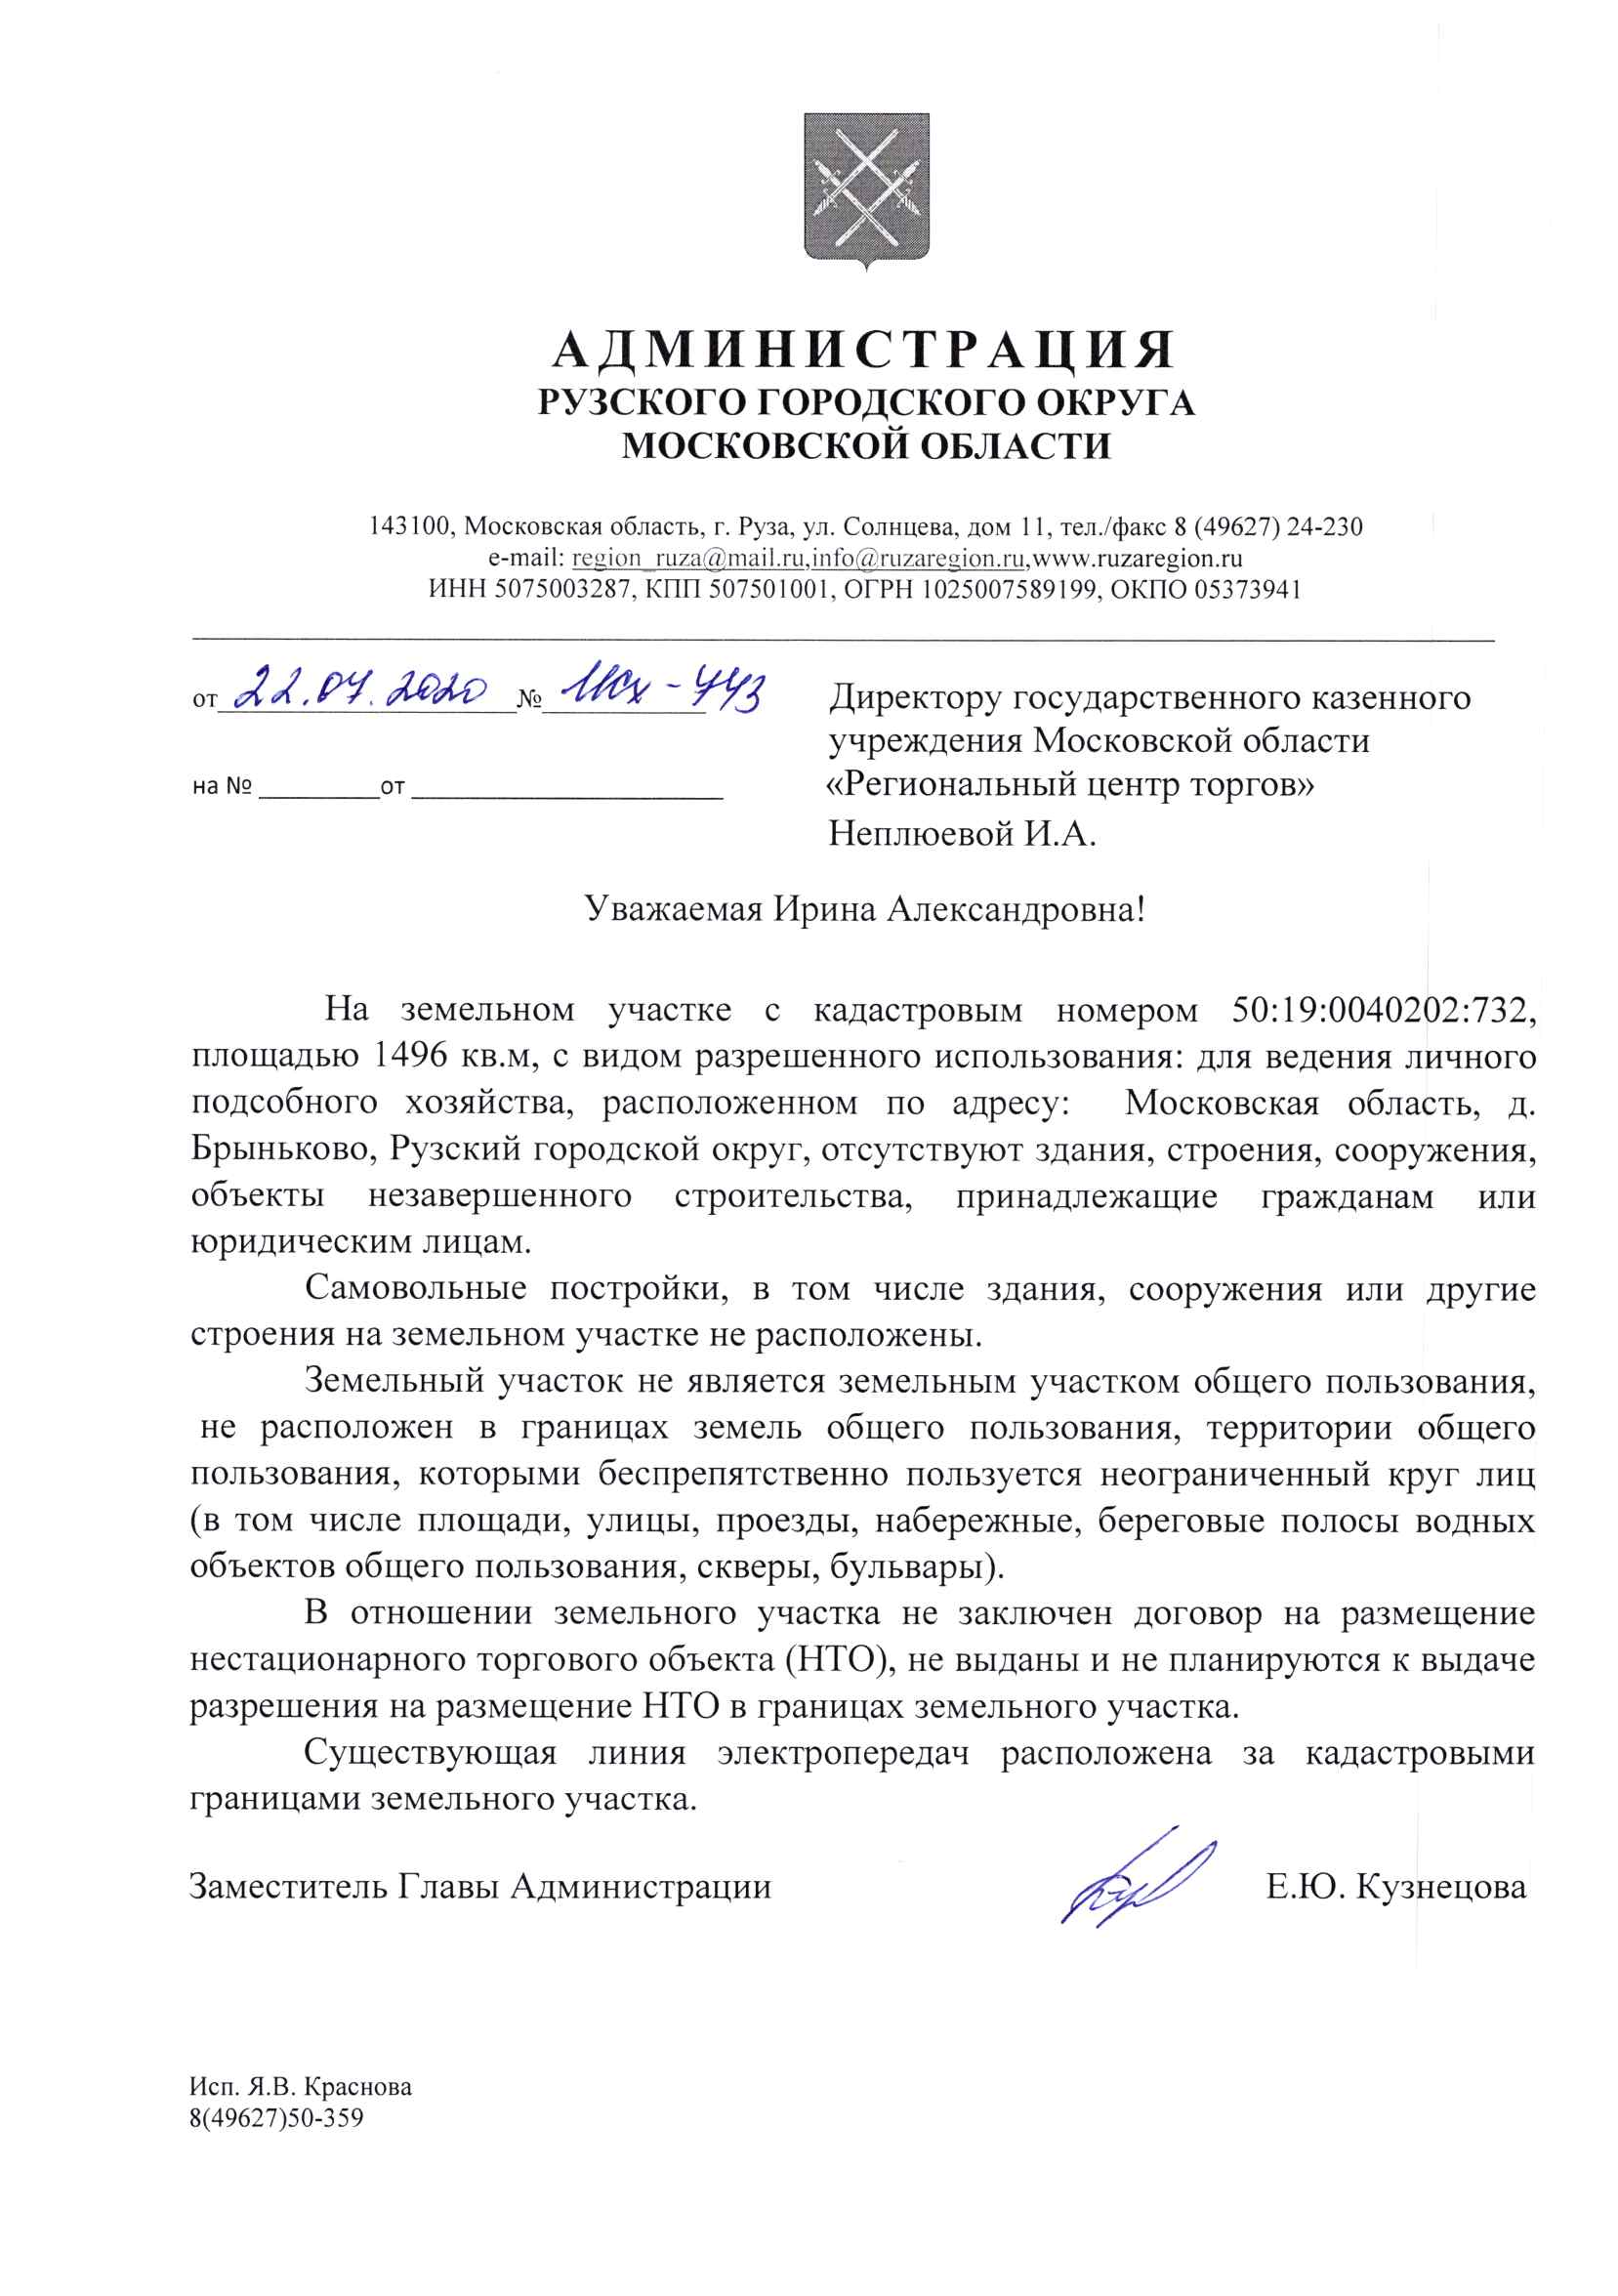 АДМИНИСТРАЦИЯ
РУЗСКОГО ГОРОДСКОГО ОКРУГА
МОСКОВСКОЙ ОБЛАСТИ
143100, Московская область, г. Руза, ул. Солнцева, дом 11, тел./факс 8 (49627) 24-230
e-mail: region_ruza@mail.ru,info@ruzaregion.ru,www.ruzaregion.ru
ИНН 5075003287, КПП 507501001, ОГРН 1025007589199, ОКПО 05373941
от 22.07.2020 № Исх-443
на № __________от ____________________
Директору государственного казенного
учреждения Московской области
«Региональный центр торгов»
Неплюевой И.А.
Уважаемая Ирина Александровна!
На земельном участке с кадастровым номером 50:19:0040202:732,
площадью 1496 кв.м, с видом разрешенного использования: для ведения личного
подсобного хозяйства, расположенном по адресу: Московская область, д.
Брыньково, Рузский городской округ, отсутствуют здания, строения, сооружения,
объекты незавершенного строительства, принадлежащие гражданам или
юридическим лицам.
Самовольные постройки, в том числе здания, сооружения или другие
строения на земельном участке не расположены.
Земельный участок не является земельным участком общего пользования,
не расположен в границах земель общего пользования, территории общего
пользования, которыми беспрепятственно пользуется неограниченный круг лиц
(в том числе площади, улицы, проезды, набережные, береговые полосы водных
объектов общего пользования, скверы, бульвары).
В отношении земельного участка не заключен договор на размещение
нестационарного торгового объекта (НТО), не выданы и не планируются к выдаче
разрешения на размещение НТО в границах земельного участка.
Существующая линия электропередач расположена за кадастровыми
границами земельного участка.
Заместитель Главы Администрации Е.Ю. Кузнецова
Исп. Я.В. Краснова
8(49627)50-359